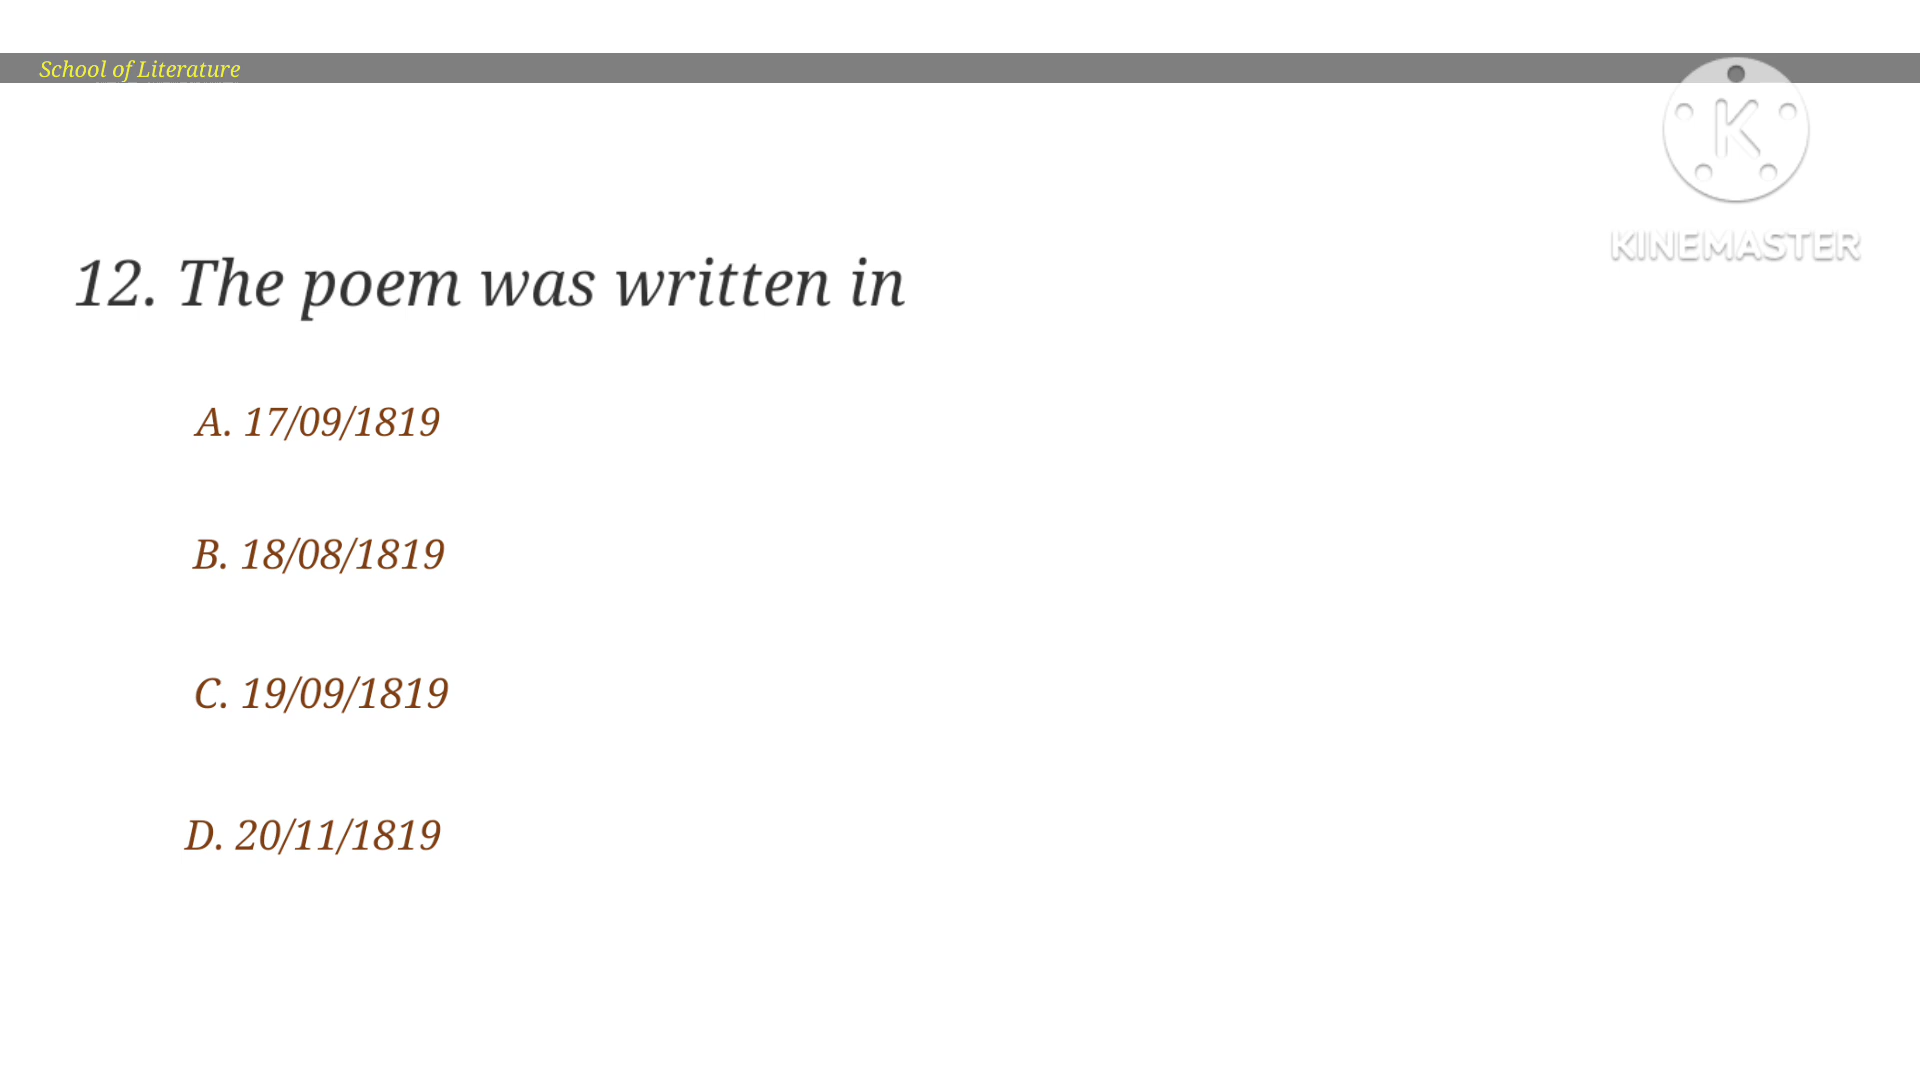 School of Literature
K
KINEMASTER
12. The poem was written in
A. 17/09/1819
B. 18/08/1819
C. 19/09/1819
D. 20/11/1819